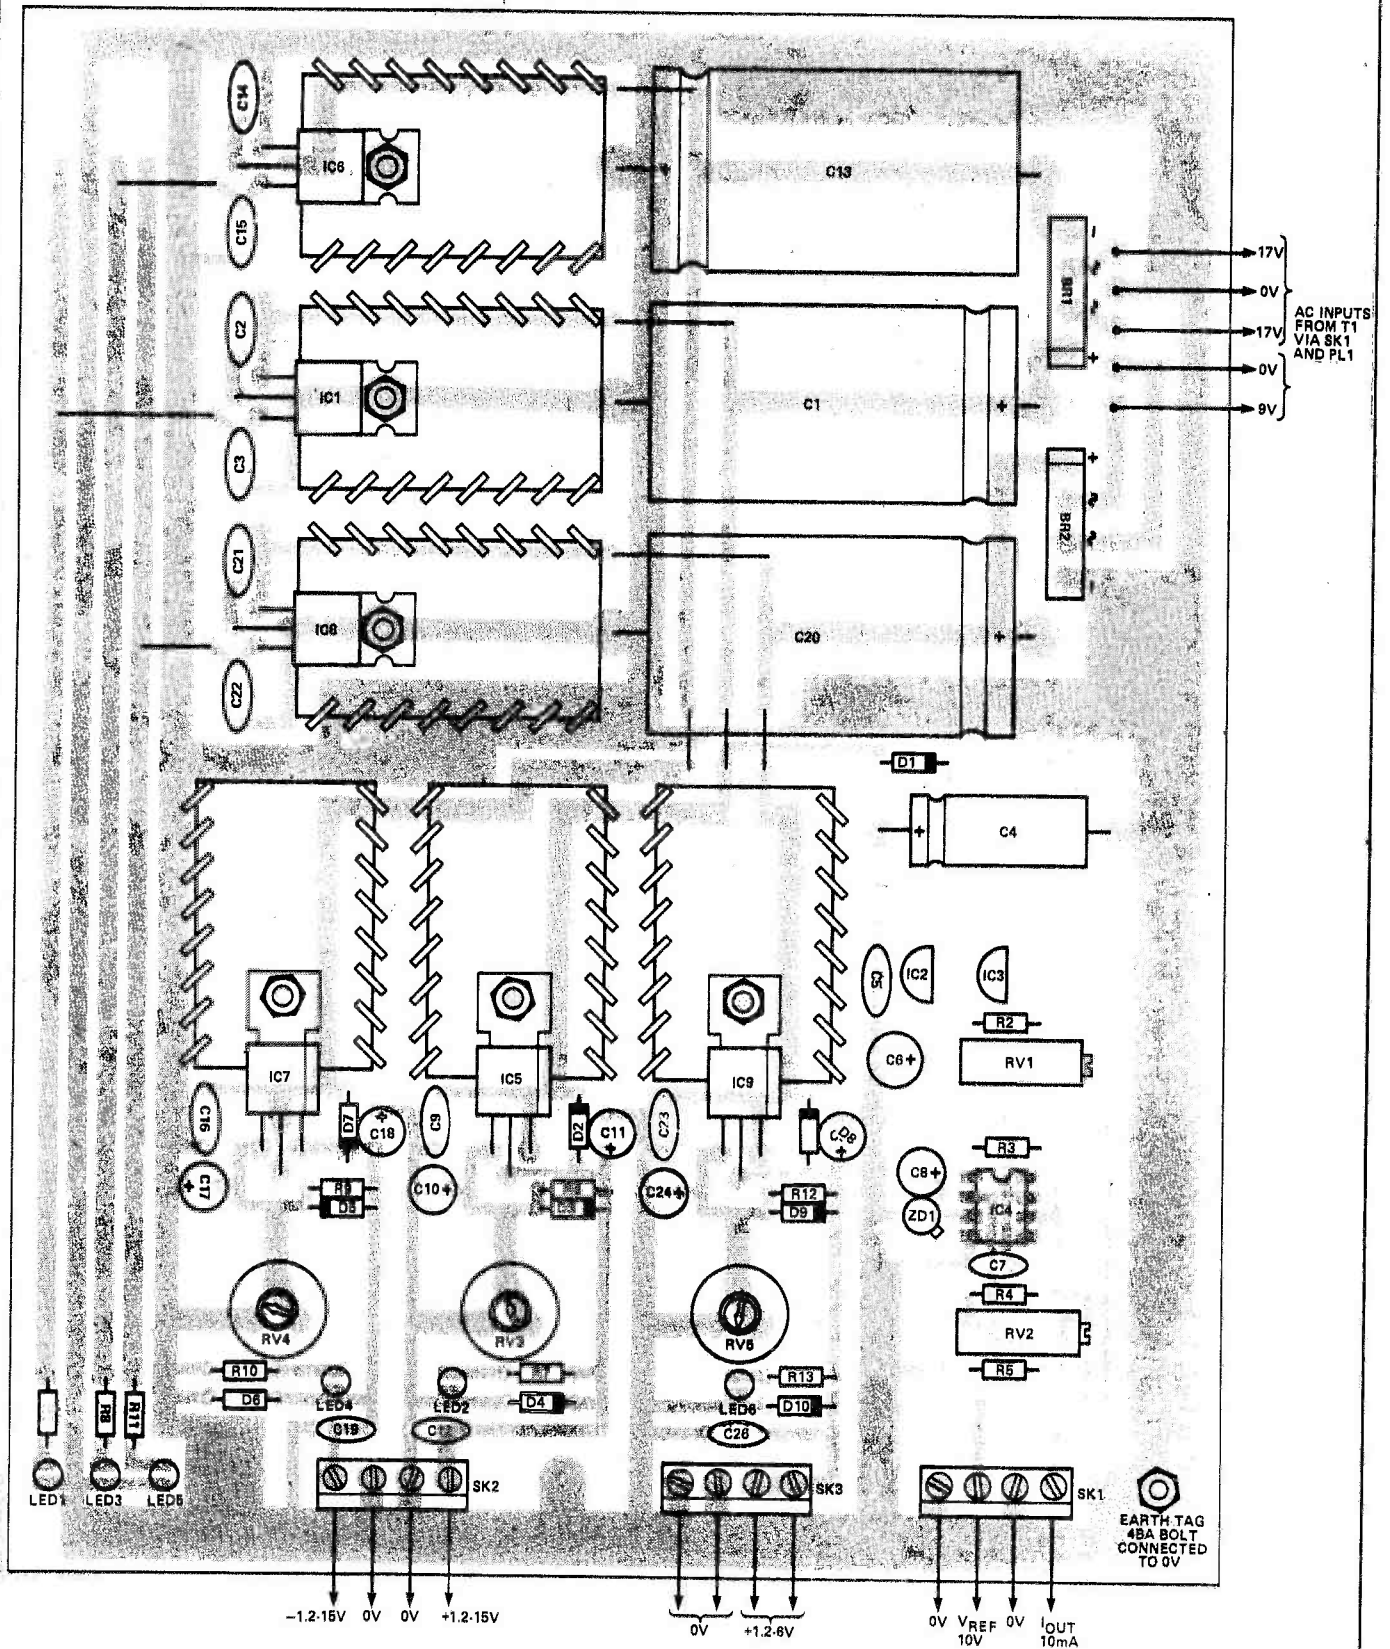 C14
IC6
C15
C13
BR1
17V
0V
17V
0V
9V
AC INPUTS
FROM T1
VIA SK1
AND PL1
C2
IC1
C3
C1
+
+
C21
IC8
C22
C20
+
+
BR2
D1
+
C4
IC7
IC5
IC9
C5
IC2
IC3
R2
C6+
RV1
C16
D7
C18
C9
D2
C11
C23
R3
C17
C10+
C24+
R12
D9
C8+
ZD1
IC4
C7
R4
RV4
RV3
RV5
RV2
R5
R10
D6
LED4
LED2
D4
R13
LED6
D10
R8
R11
C19
C12
C26
LED1
LED3
LED5
SK2
SK3
SK1
EARTH TAG
4BA BOLT
CONNECTED
TO 0V
−1.2-15V
0V
0V
+1.2-15V
0V
+1.2-6V
0V
VREF
10V
0V
IOUT
10mA